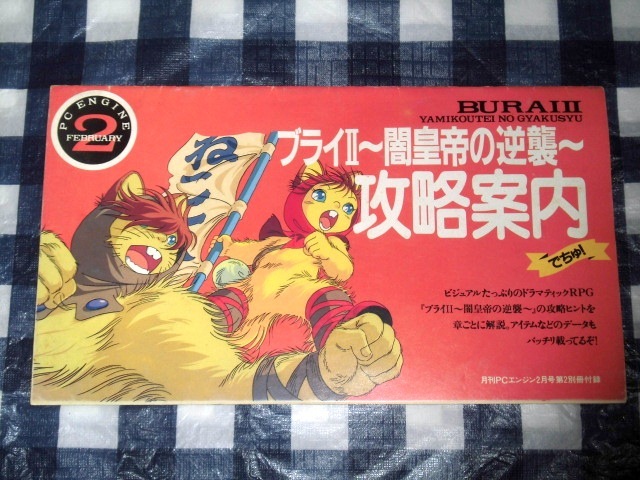 PC ENGINE
2
FEBRUARY
BURAI II
YAMIKOUTEI NO GYAKUSYU
ブライII～闇皇帝の逆襲～
攻略案内
でちゅ!
ねこ
ビジュアルたっぷりのドラマティックRPG
『ブライII～闇皇帝の逆襲～』の攻略ヒントを
章ごとに解説。アイテムなどのデータも
バッチリ載ってるぞ!
月刊PCエンジン2月号第2別冊付録